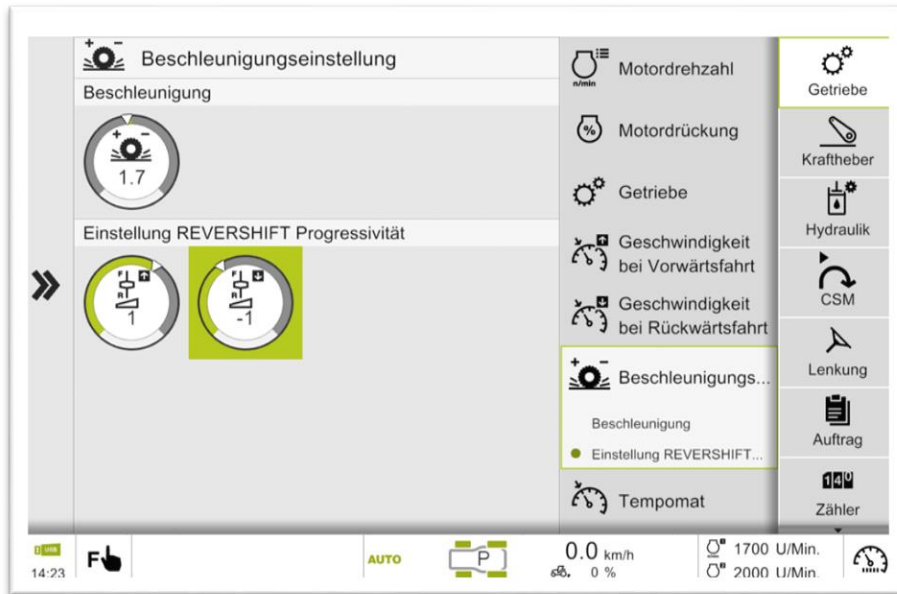 Beschleunigungseinstellung
Beschleunigung
1.7
Einstellung REVERSHIFT Progressivität
F
R
1
F
R
-1
n/min
Motordrehzahl
%
Motordrückung
Getriebe
Geschwindigkeit
bei Vorwärtsfahrt
Geschwindigkeit
bei Rückwärtsfahrt
Beschleunigungs...
Beschleunigung
Einstellung REVERSHIFT...
Tempomat
Getriebe
Kraftheber
Hydraulik
CSM
Lenkung
Auftrag
140
Zähler
14:23
F
AUTO
P
0.0 km/h
0 %
1700 U/Min.
2000 U/Min.